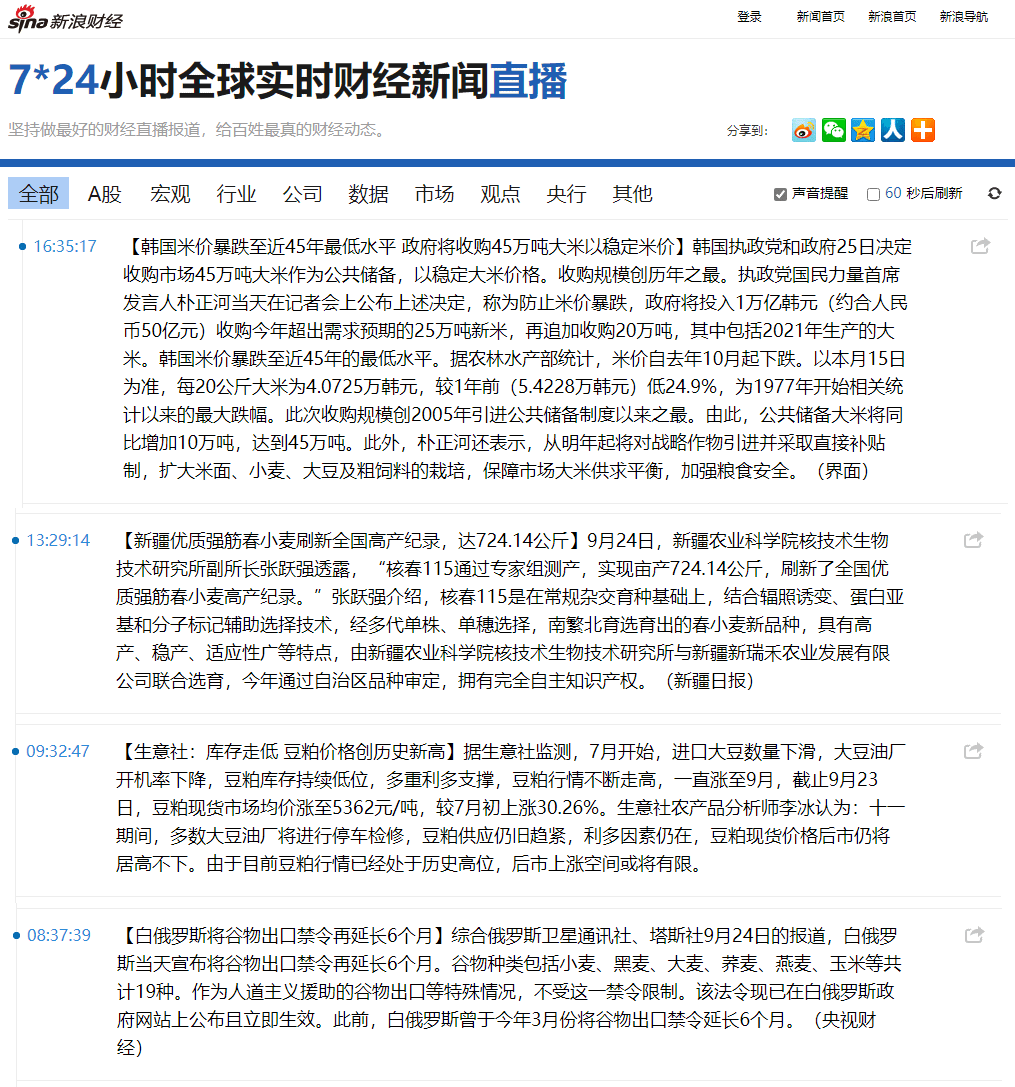 sina新浪财经
登录 新闻首页 新浪首页 新浪导航
7*24小时全球实时财经新闻直播
坚持做最好的财经直播报道，给百姓最真的财经动态。
分享到：
全部 A股 宏观 行业 公司 数据 市场 观点 央行 其他 声音提醒 60 秒后刷新
16:35:17 【韩国米价暴跌至近45年最低水平 政府将收购45万吨大米以稳定米价】韩国执政党和政府25日决定
收购市场45万吨大米作为公共储备，以稳定大米价格。收购规模创历年之最。执政党国民力量首席
发言人朴正河当天在记者会上公布上述决定，称为防止米价暴跌，政府将投入1万亿韩元（约合人民
币50亿元）收购今年超出需求预期的25万吨新米，再追加收购20万吨，其中包括2021年生产的大
米。韩国米价暴跌至近45年的最低水平。据农林水产部统计，米价自去年10月起下跌。以本月15日
为准，每20公斤大米为4.0725万韩元，较1年前（5.4228万韩元）低24.9%，为1977年开始相关统
计以来的最大跌幅。此次收购规模创2005年引进公共储备制度以来之最。由此，公共储备大米将同
比增加10万吨，达到45万吨。此外，朴正河还表示，从明年起将对战略作物引进并采取直接补贴
制，扩大米面、小麦、大豆及粗饲料的栽培，保障市场大米供求平衡，加强粮食安全。（界面）
13:29:14 【新疆优质强筋春小麦刷新全国高产纪录，达724.14公斤】9月24日，新疆农业科学院核技术生物
技术研究所副所长张跃强透露，“核春115通过专家组测产，实现亩产724.14公斤，刷新了全国优
质强筋春小麦高产纪录。”张跃强介绍，核春115是在常规杂交育种基础上，结合辐照诱变、蛋白亚
基和分子标记辅助选择技术，经多代单株、单穗选择，南繁北育选育出的春小麦新品种，具有高
产、稳产、适应性广等特点，由新疆农业科学院核技术生物技术研究所与新疆新瑞禾农业发展有限
公司联合选育，今年通过自治区品种审定，拥有完全自主知识产权。（新疆日报）
09:32:47 【生意社：库存走低 豆粕价格创历史新高】据生意社监测，7月开始，进口大豆数量下滑，大豆油厂
开机率下降，豆粕库存持续低位，多重利多支撑，豆粕行情不断走高，一直涨至9月，截止9月23
日，豆粕现货市场均价涨至5362元/吨，较7月初上涨30.26%。生意社农产品分析师李冰认为：十一
期间，多数大豆油厂将进行停车检修，豆粕供应仍旧趋紧，利多因素仍在，豆粕现货价格后市仍将
居高不下。由于目前豆粕行情已经处于历史高位，后市上涨空间或将有限。
08:37:39 【白俄罗斯将谷物出口禁令再延长6个月】综合俄罗斯卫星通讯社、塔斯社9月24日的报道，白俄罗
斯当天宣布将谷物出口禁令再延长6个月。谷物种类包括小麦、黑麦、大麦、荞麦、燕麦、玉米等共
计19种。作为人道主义援助的谷物出口等特殊情况，不受这一禁令限制。该法令现已在白俄罗斯政
府网站上公布且立即生效。此前，白俄罗斯曾于今年3月份将谷物出口禁令延长6个月。（央视财
经）